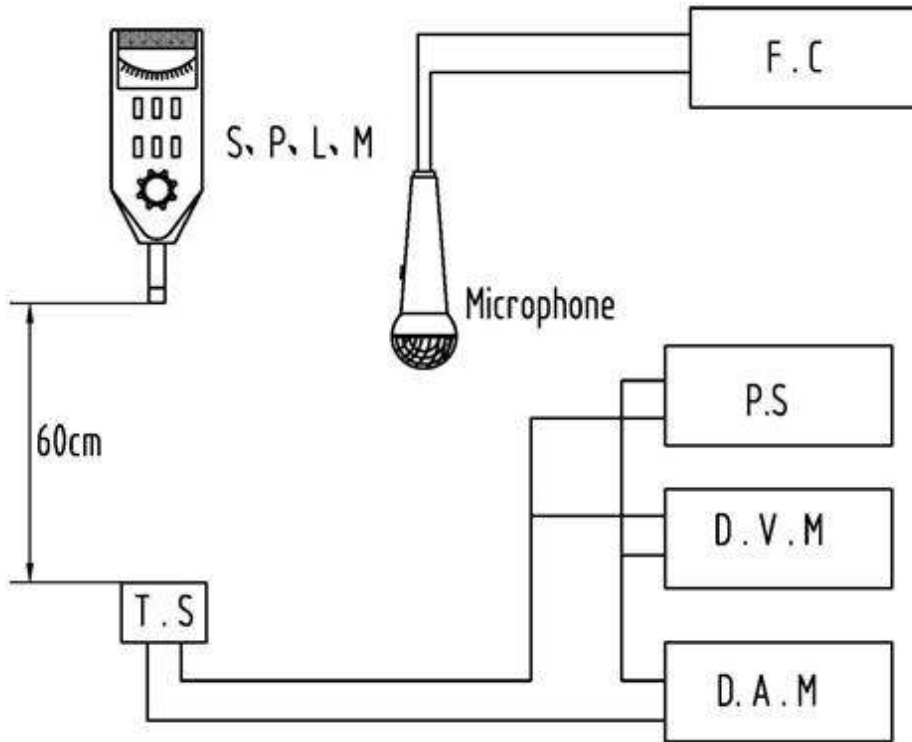 F.C
S、P、L、M
Microphone
P.S
60cm
D.V.M
T.S
D.A.M